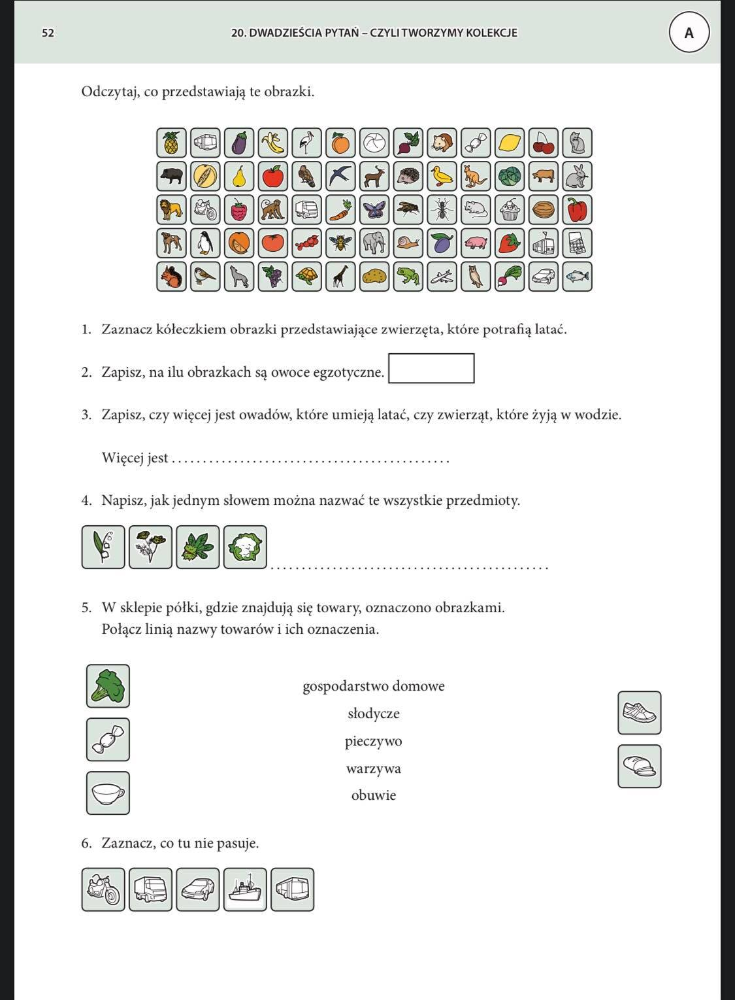 52
20. DWADZIEŚCIA PYTAŃ – CZYLI TWORZYMY KOLEKCJE
A
Odczytaj, co przedstawiają te obrazki.
1. Zaznacz kółeczkiem obrazki przedstawiające zwierzęta, które potrafią latać.
2. Zapisz, na ilu obrazkach są owoce egzotyczne.
3. Zapisz, czy więcej jest owadów, które umieją latać, czy zwierząt, które żyją w wodzie.
Więcej jest . . . . . . . . . . . . . . . . . . . . . . . . . . . . . . . . . . . . . . . . . . . . .
4. Napisz, jak jednym słowem można nazwać te wszystkie przedmioty.
. . . . . . . . . . . . . . . . . . . . . . . . . . . . . . . . . . . . . . . . . . . . .
5. W sklepie półki, gdzie znajdują się towary, oznaczono obrazkami.
Połącz linią nazwy towarów i ich oznaczenia.
gospodarstwo domowe
słodycze
pieczywo
warzywa
obuwie
6. Zaznacz, co tu nie pasuje.